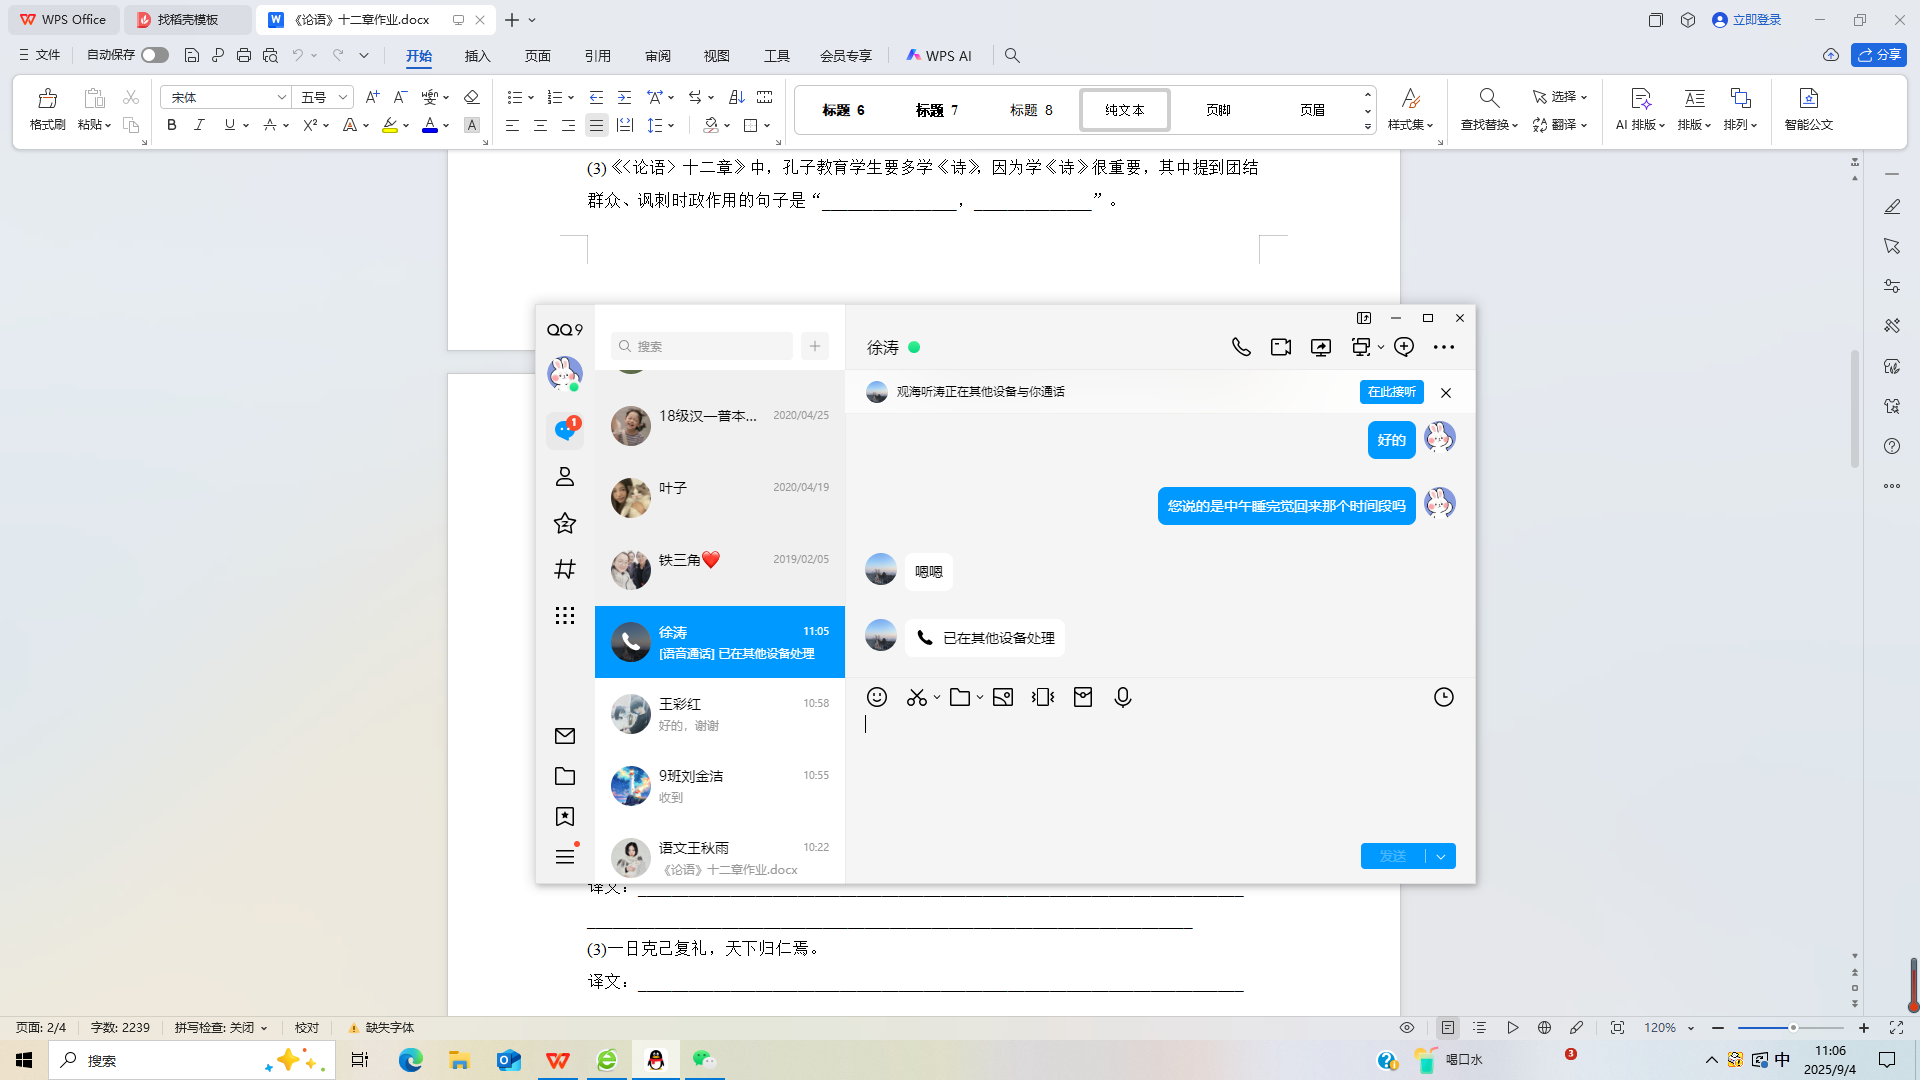 WPS Office
找稻壳模板
《论语》十二章作业.docx
立即登录
文件
自动保存
开始
插入
页面
引用
审阅
视图
工具
会员专享
WPS AI
分享
格式刷
粘贴
宋体
五号
标题 6
标题 7
标题 8
纯文本
页脚
页眉
样式集
查找替换
选择
翻译
AI 排版
排版
排列
智能公文
(3)《〈论语〉十二章》中，孔子教育学生要多学《诗》，因为学《诗》很重要，其中提到团结
群众、讽刺时政作用的句子是“________________，______________”。
QQ9
搜索
18级汉一普本...
2020/04/25
叶子
2020/04/19
铁三角❤️
2019/02/05
徐涛
11:05
[语音通话] 已在其他设备处理
王彩红
10:58
好的，谢谢
9班刘金洁
10:55
收到
语文王秋雨
10:22
《论语》十二章作业.docx
徐涛
观海听涛正在其他设备与你通话
在此接听
好的
您说的是中午睡完觉回来那个时间段吗
嗯嗯
已在其他设备处理
发送
译文：
(3)一日克己复礼，天下归仁焉。
译文：
页面: 2/4
字数: 2239
拼写检查: 关闭
校对
缺失字体
120%
搜索
喝口水
3
中
11:06
2025/9/4